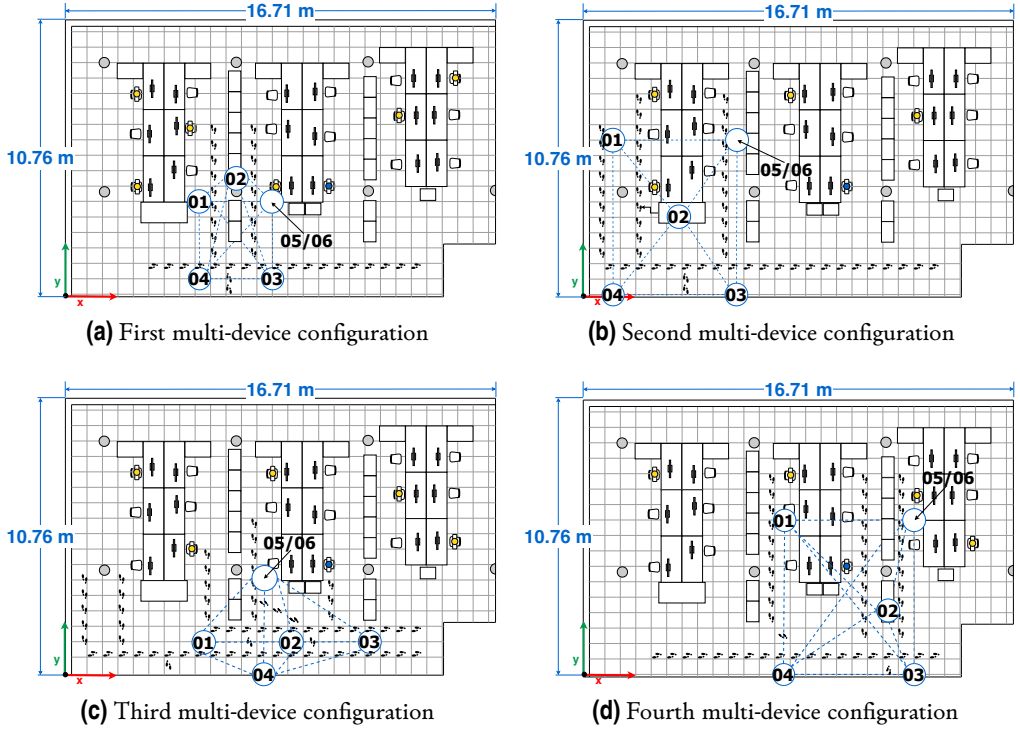 16.71 m
16.71 m
10.76 m
10.76 m
01
02
05/06
04
03
y
x
01
05/06
02
04
03
y
x
(a) First multi-device configuration
(b) Second multi-device configuration
16.71 m
16.71 m
10.76 m
10.76 m
05/06
01
02
03
04
y
x
05/06
01
02
04
03
y
x
(c) Third multi-device configuration
(d) Fourth multi-device configuration